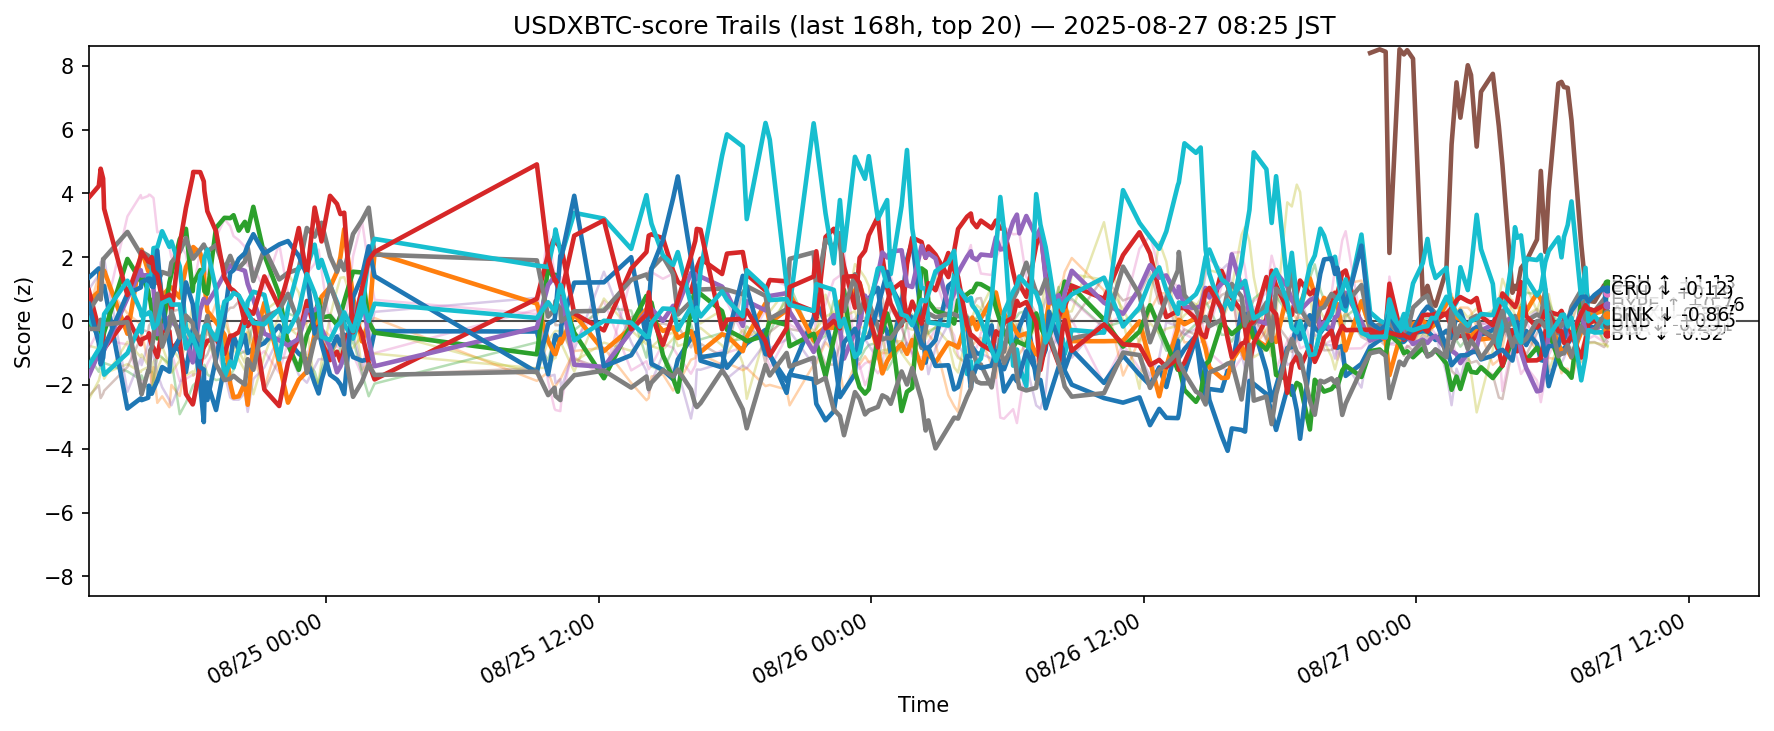 USDXBTC-score Trails (last 168h, top 20) — 2025-08-27 08:25 JST
Score (z)
8
6
4
2
0
−2
−4
−6
−8
CRO ↓ -0.12
LINK ↓ -0.86
BTC ↓ -0.52
08/25 00:00
08/25 12:00
08/26 00:00
08/26 12:00
08/27 00:00
08/27 12:00
Time